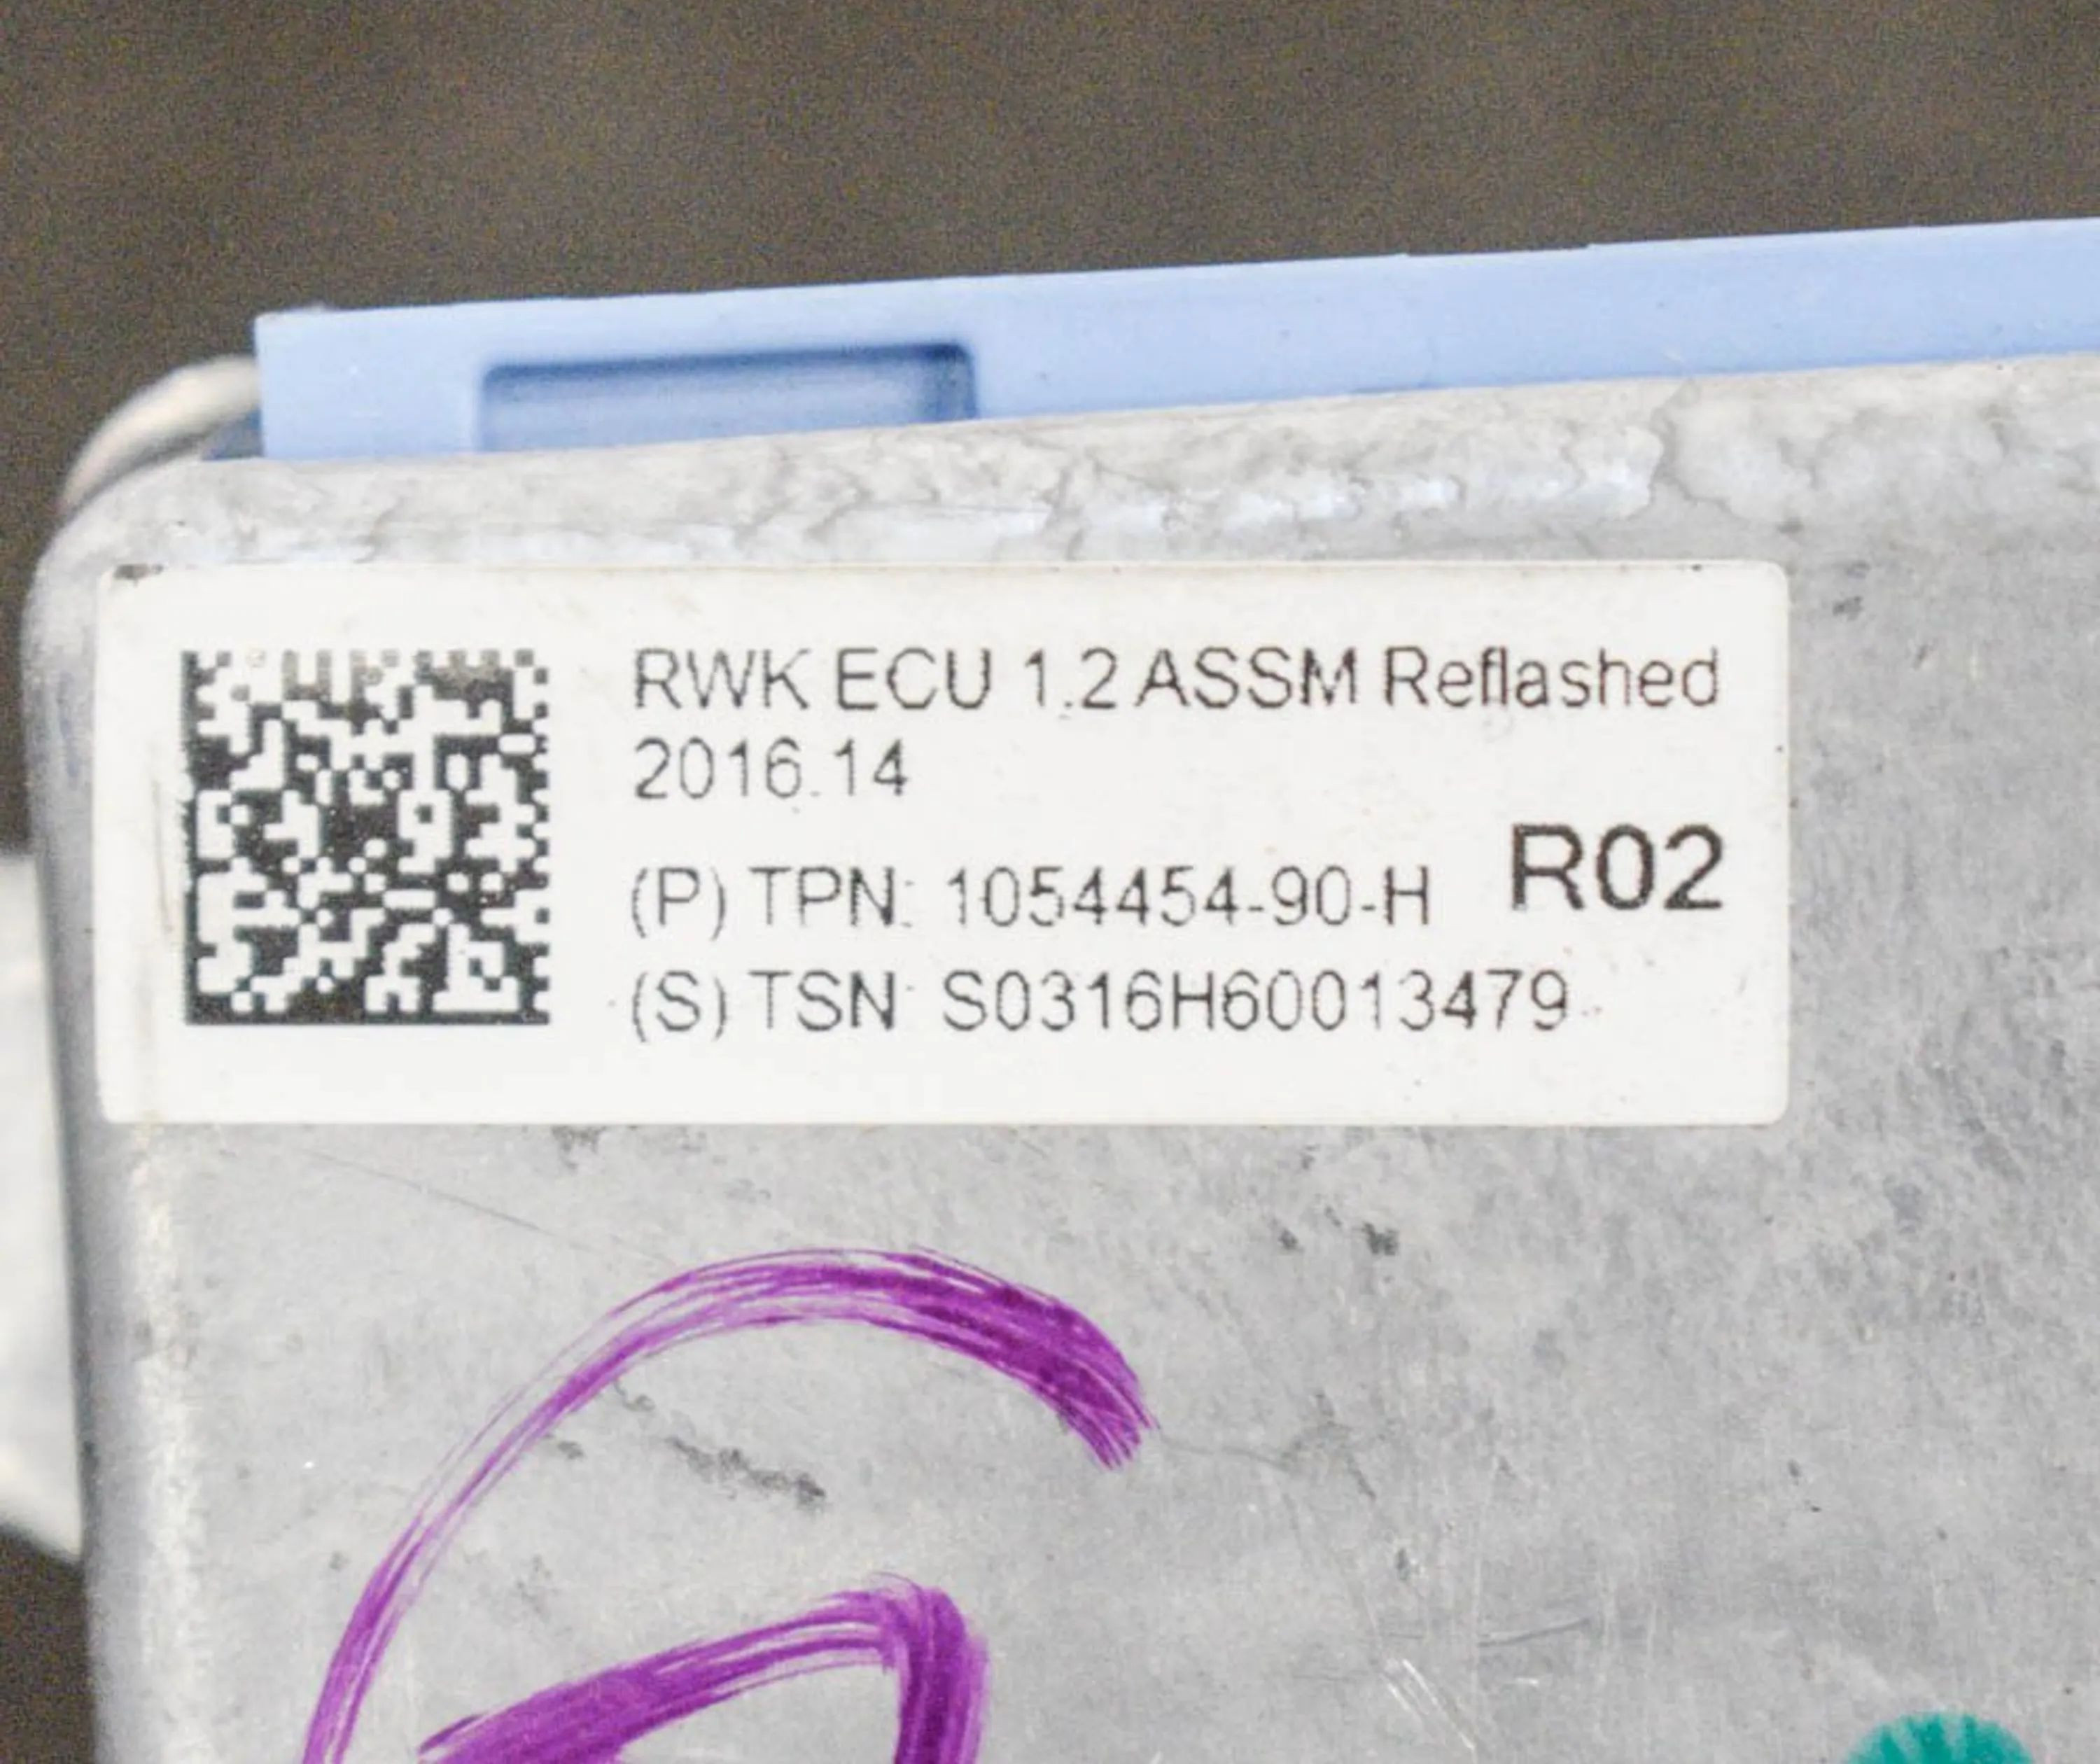 RWK ECU 1.2 ASSM Reflashed
2016.14
(P) TPN: 1054454-90-H R02
(S) TSN: S0316H60013479